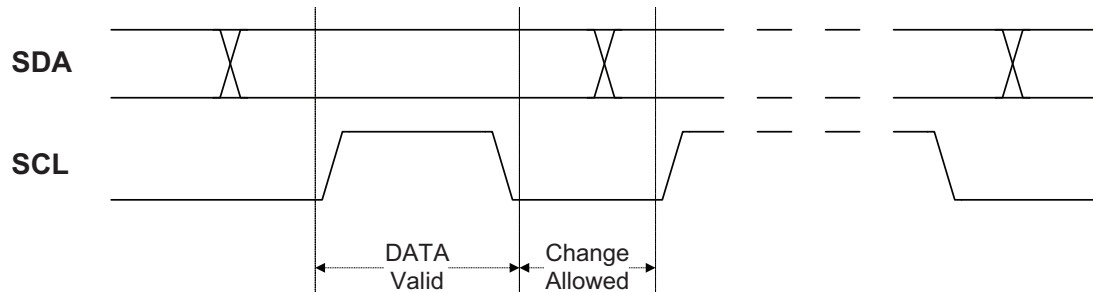 SDA
SCL
DATA
Valid
Change
Allowed